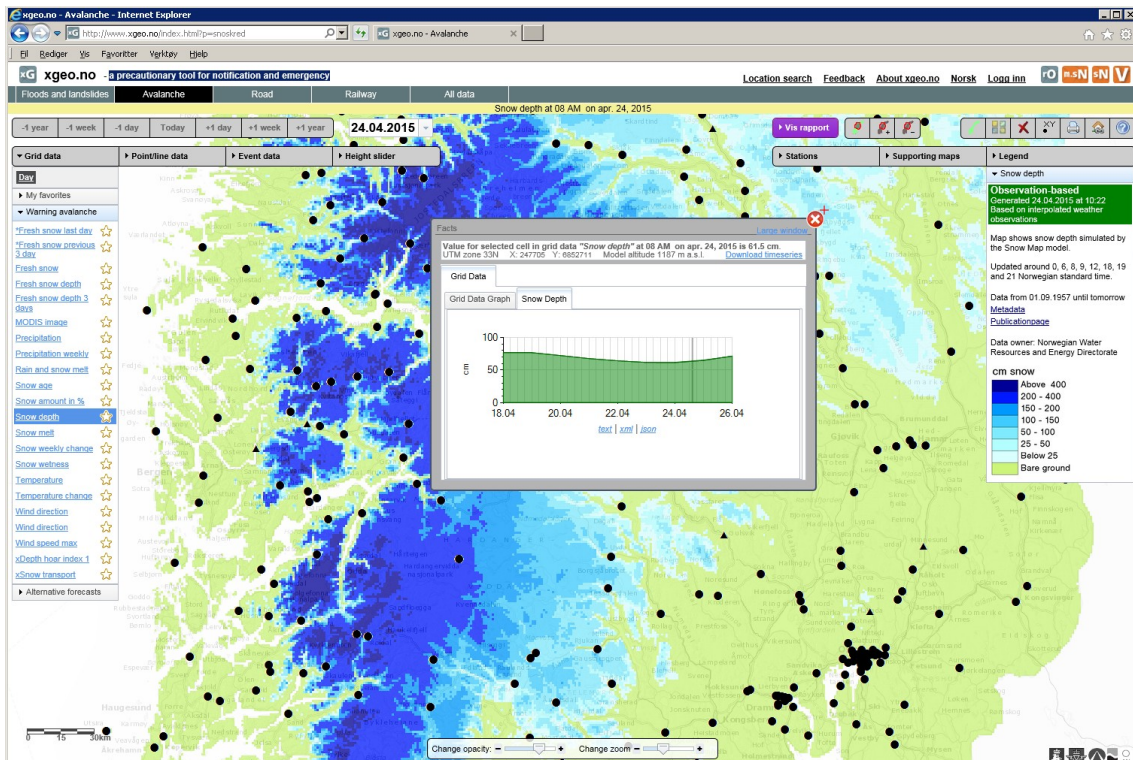 xgeo.no - Avalanche - Internet Explorer
http://www.xgeo.no/index.html?p=snoskred
xgeo.no - Avalanche
Fil Rediger Vis Favoritter Verktøy Hjelp
xG xgeo.no - a precautionary tool for notification and emergency
Location search Feedback About xgeo.no Norsk Logg inn rO m.sN sN V
Floods and landslides Avalanche Road Railway All data
Snow depth at 08 AM on apr. 24, 2015
-1 year -1 week -1 day Today +1 day +1 week +1 year 24.04.2015 Vis rapport XY
Grid data Point/line data Event data Height slider Stations Supporting maps Legend
Day
My favorites
Warning avalanche
*Fresh snow last day
*Fresh snow previous
3 day
Fresh snow
Fresh snow depth
Fresh snow depth 3
days
MODIS image
Precipitation
Precipitation weekly
Rain and snow melt
Snow age
Snow amount in %
Snow depth
Snow melt
Snow weekly change
Snow wetness
Temperature
Temperature change
Wind direction
Wind direction
Wind speed max
xDepth hoar index 1
xSnow transport
Alternative forecasts
Facts Large window
Value for selected cell in grid data "Snow depth" at 08 AM on apr. 24, 2015 is 61.5 cm.
UTM zone 33N X: 247705 Y: 6852711 Model altitude 1187 m a.s.l. Download timeseries
Grid Data
Grid Data Graph Snow Depth
cm
100
50
0
18.04 20.04 22.04 24.04 26.04
text | xml | json
Snow depth
Observation-based
Generated 24.04.2015 at 10:22
Based on interpolated weather
observations
Map shows snow depth simulated by
the Snow Map model.
Updated around 0, 6, 8, 9, 12, 18, 19
and 21 Norwegian standard time.
Data from 01.09.1957 until tomorrow
Metadata
Publicationpage
Data owner: Norwegian Water
Resources and Energy Directorate
cm snow
Above 400
200 - 400
150 - 200
100 - 150
50 - 100
25 - 50
Below 25
Bare ground
Gjøvik
Bergen
Kongsberg
Haugesund
0 15 30km
Change opacity: - + Change zoom - +